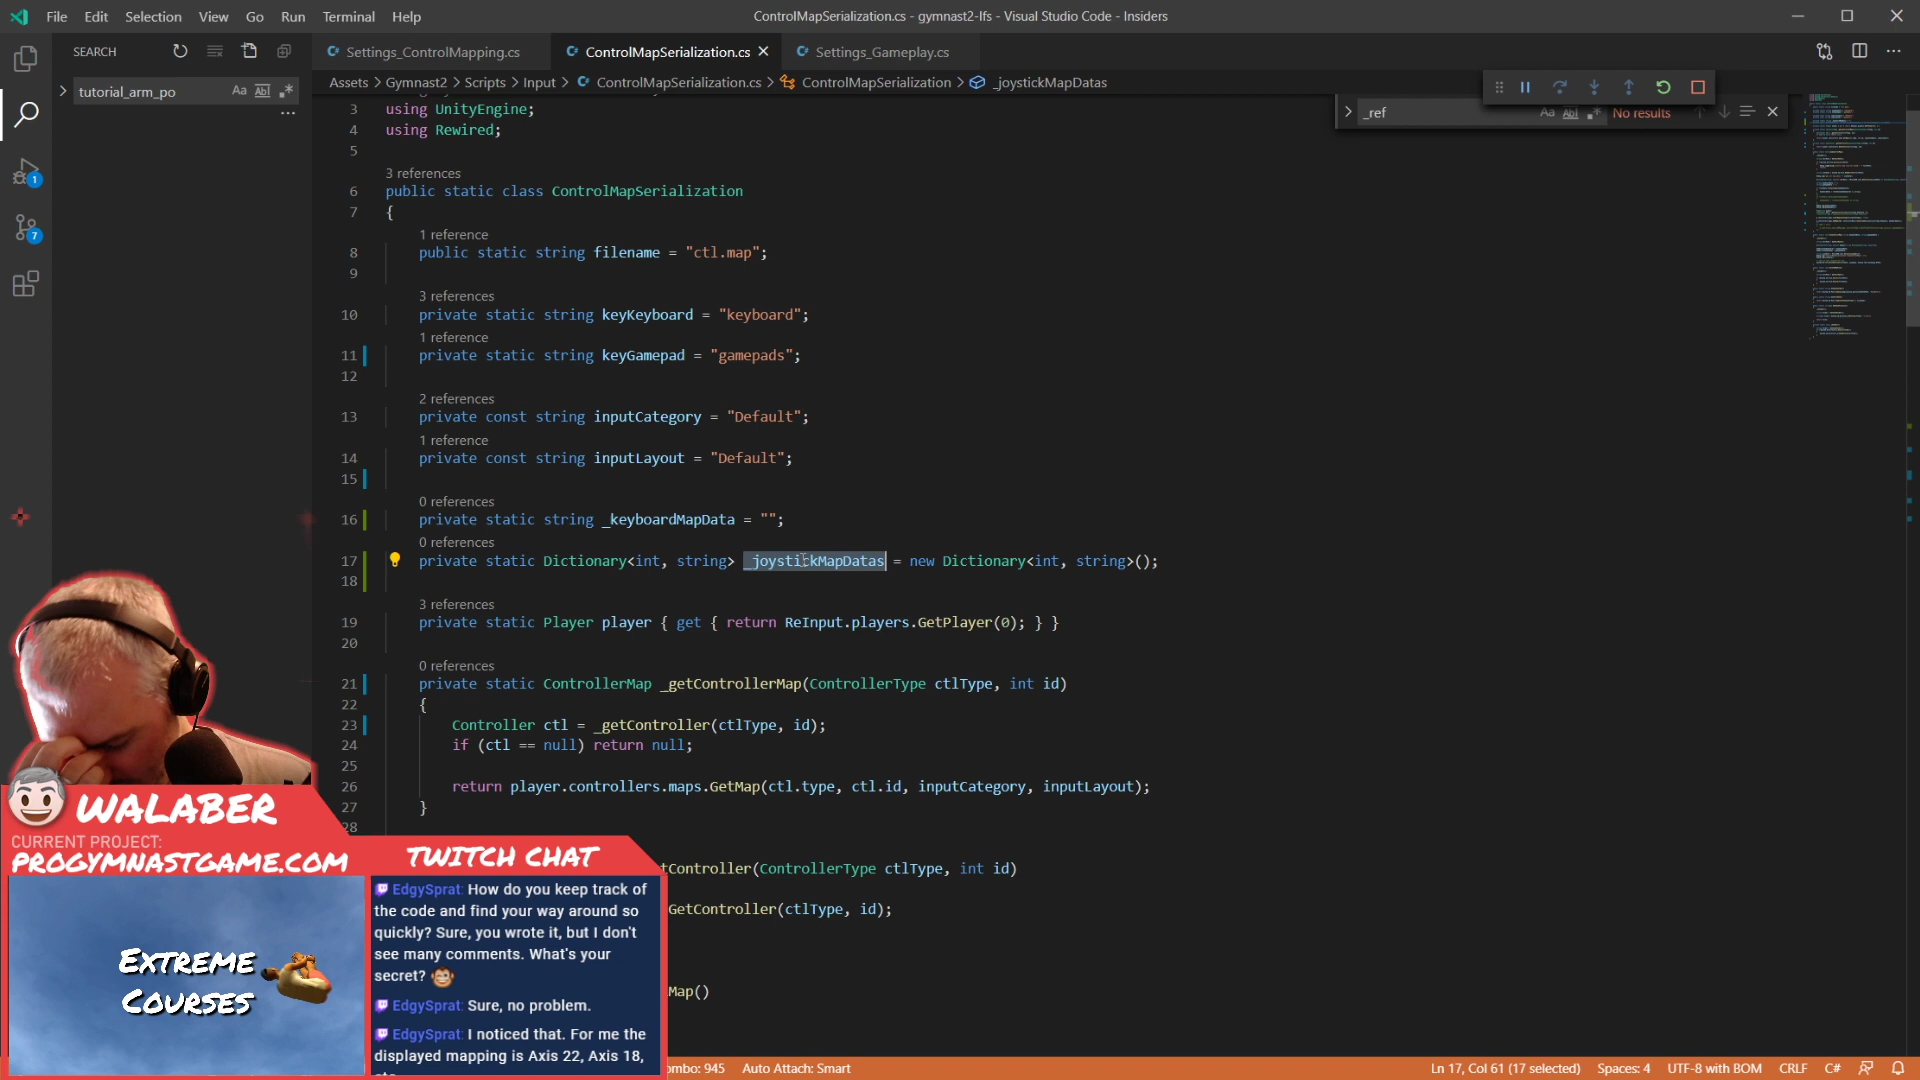 File Edit Selection View Go Run Terminal Help
ControlMapSerialization.cs - gymnast2-lfs - Visual Studio Code - Insiders
SEARCH
Settings_ControlMapping.cs
ControlMapSerialization.cs
Settings_Gameplay.cs
tutorial_arm_po
Aa Abl .*
Assets > Gymnast2 > Scripts > Input > ControlMapSerialization.cs > ControlMapSerialization > _joystickMapDatas
_ref
Aa Abl .* No results
3 using UnityEngine;
4 using Rewired;
5
3 references
6 public static class ControlMapSerialization
7 {
1 reference
8 public static string filename = "ctl.map";
9
3 references
10 private static string keyKeyboard = "keyboard";
1 reference
11 private static string keyGamepad = "gamepads";
12
2 references
13 private const string inputCategory = "Default";
1 reference
14 private const string inputLayout = "Default";
15
0 references
16 private static string _keyboardMapData = "";
0 references
17 private static Dictionary<int, string> _joystickMapDatas = new Dictionary<int, string>();
18
3 references
19 private static Player player { get { return ReInput.players.GetPlayer(0); } }
20
0 references
21 private static ControllerMap _getControllerMap(ControllerType ctlType, int id)
22 {
23 Controller ctl = _getController(ctlType, id);
24 if (ctl == null) return null;
25
26 return player.controllers.maps.GetMap(ctl.type, ctl.id, inputCategory, inputLayout);
27 }
28
tController(ControllerType ctlType, int id)
GetController(ctlType, id);
Map()
1
7
WALABER
CURRENT PROJECT:
PROGYMNASTGAME.COM
EXTREME
COURSES
TWITCH CHAT
EdgySprat: How do you keep track of
the code and find your way around so
quickly? Sure, you wrote it, but I don't
see many comments. What's your
secret?
EdgySprat: Sure, no problem.
EdgySprat: I noticed that. For me the
displayed mapping is Axis 22, Axis 18,
ombo: 945 Auto Attach: Smart
Ln 17, Col 61 (17 selected) Spaces: 4 UTF-8 with BOM CRLF C#